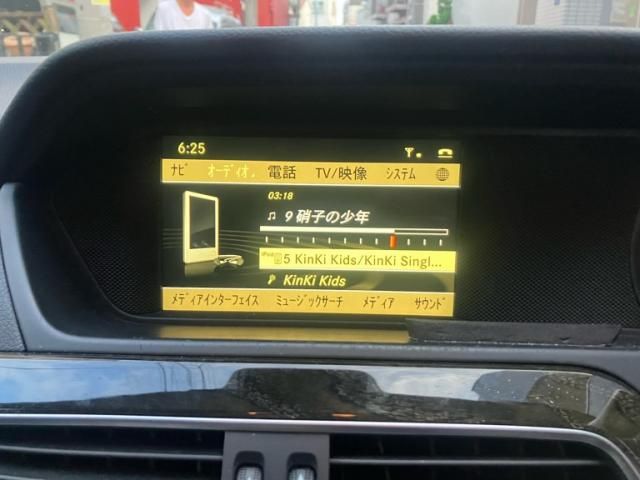 6:25
ナビ オーディオ 電話 TV/映像 システム
03:18
9 硝子の少年
iPod 5 KinKi Kids/KinKi Singl...
KinKi Kids
メディアインターフェイス ミュージックサーチ メディア サウンド